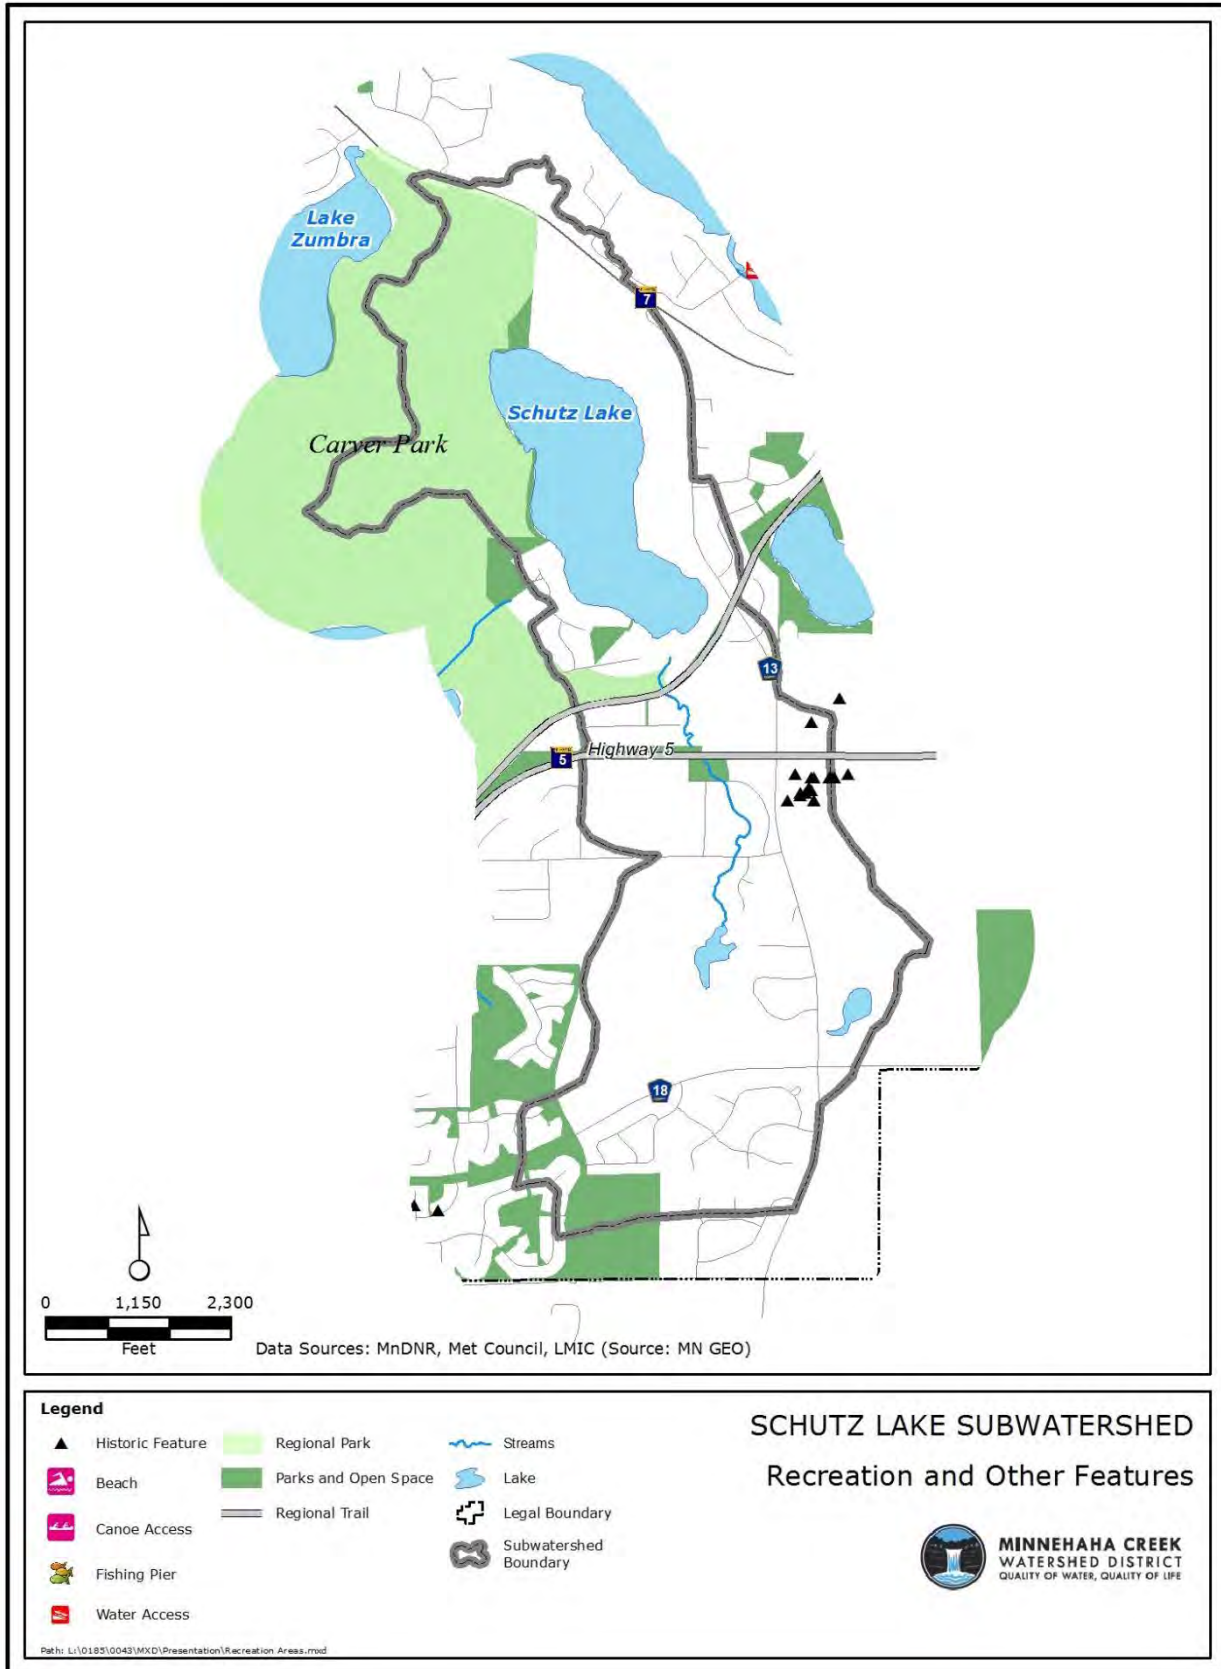 Lake
Zumbra
7
Schutz Lake
Carver Park
13
5
Highway 5
18
0 1,150 2,300
Feet
Data Sources: MnDNR, Met Council, LMIC (Source: MN GEO)
Legend
Historic Feature
Beach
Canoe Access
Fishing Pier
Water Access
Regional Park
Parks and Open Space
Regional Trail
Streams
Lake
Legal Boundary
Subwatershed
Boundary
SCHUTZ LAKE SUBWATERSHED
Recreation and Other Features
MINNEHAHA CREEK
WATERSHED DISTRICT
QUALITY OF WATER, QUALITY OF LIFE
Path: L:\0185\0043\MXD\Presentation\Recreation Areas.mxd